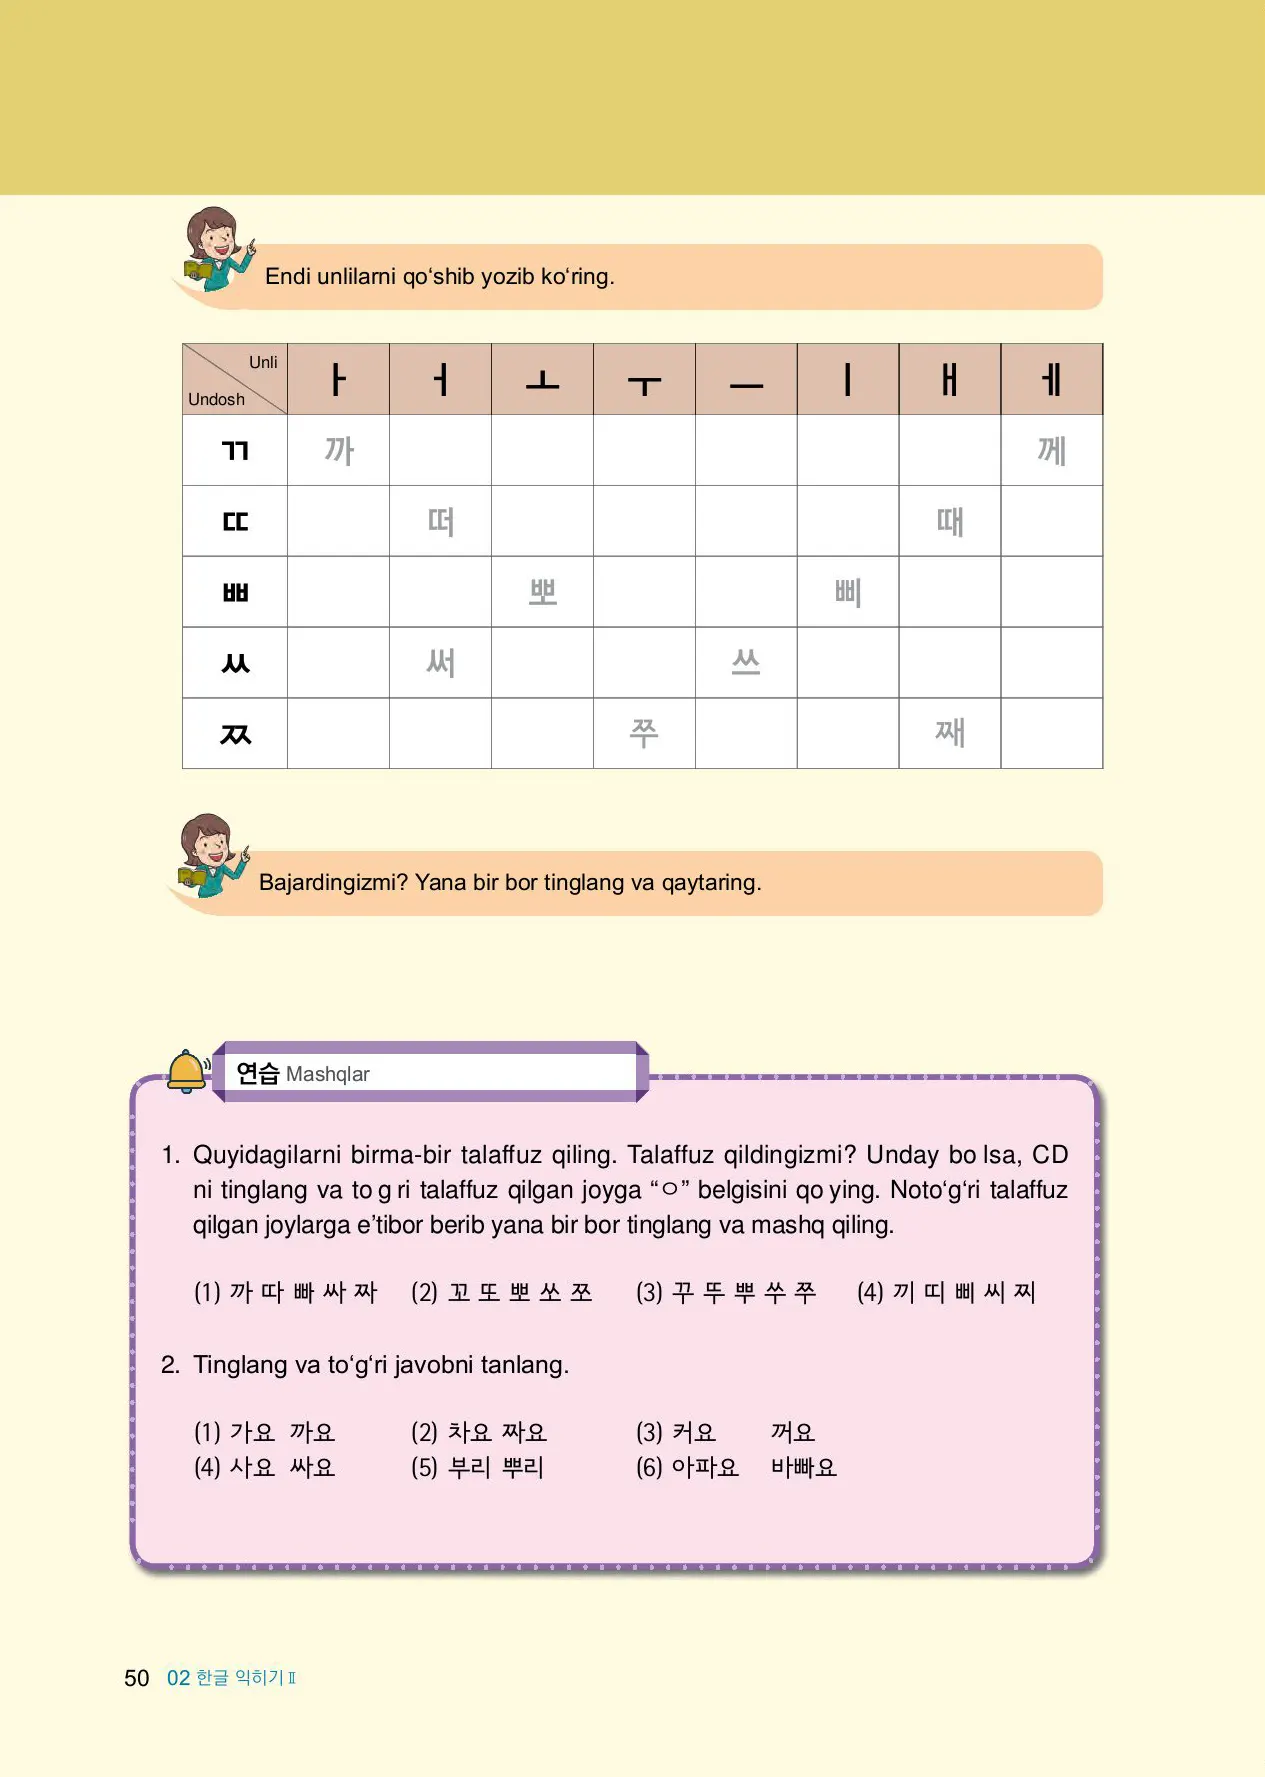 Endi unlilarni qo‘shib yozib ko‘ring.
Unli
Undosh
ㅏ ㅓ ㅗ ㅜ ㅡ ㅣ ㅐ ㅔ
ㄲ 까 께
ㄸ 떠 때
ㅃ 뽀 삐
ㅆ 써 쓰
ㅉ 쭈 째
Bajardingizmi? Yana bir bor tinglang va qaytaring.
연습 Mashqlar
1. Quyidagilarni birma-bir talaffuz qiling. Talaffuz qildingizmi? Unday bo lsa, CD
ni tinglang va to g ri talaffuz qilgan joyga “ㅇ” belgisini qo ying. Noto‘g‘ri talaffuz
qilgan joylarga e’tibor berib yana bir bor tinglang va mashq qiling.
(1) 까 따 빠 싸 짜 (2) 꼬 또 뽀 쏘 쪼 (3) 꾸 뚜 뿌 쑤 쭈 (4) 끼 띠 삐 씨 찌
2. Tinglang va to‘g‘ri javobni tanlang.
(1) 가요 까요 (2) 차요 짜요 (3) 커요 꺼요
(4) 사요 싸요 (5) 부리 뿌리 (6) 아파요 바빠요
50 02 한글 익히기 Ⅱ